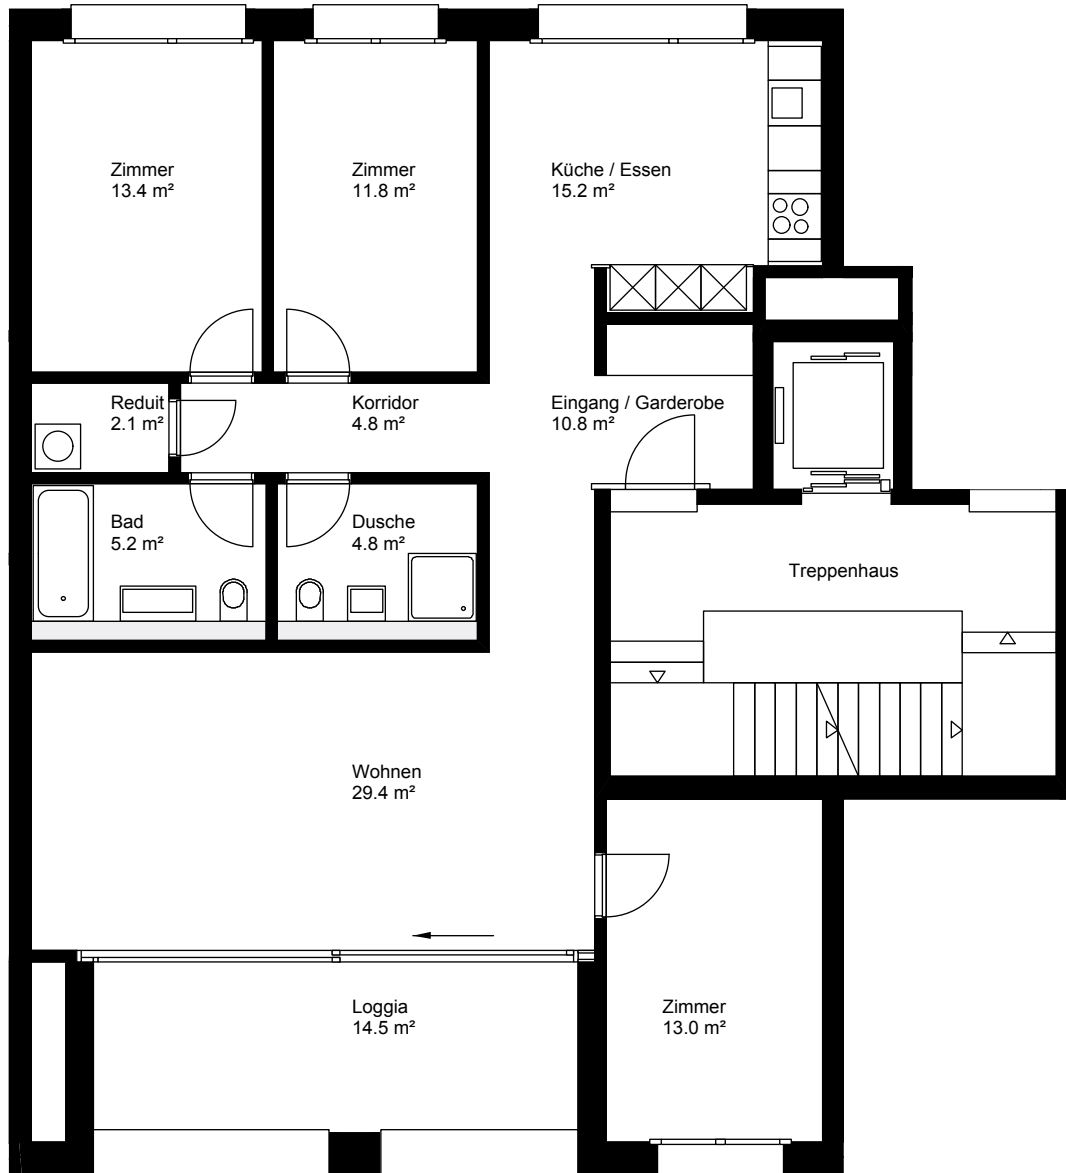 Zimmer
13.4 m²
Zimmer
11.8 m²
Küche / Essen
15.2 m²
Reduit
2.1 m²
Korridor
4.8 m²
Eingang / Garderobe
10.8 m²
Bad
5.2 m²
Dusche
4.8 m²
Treppenhaus
Wohnen
29.4 m²
Loggia
14.5 m²
Zimmer
13.0 m²